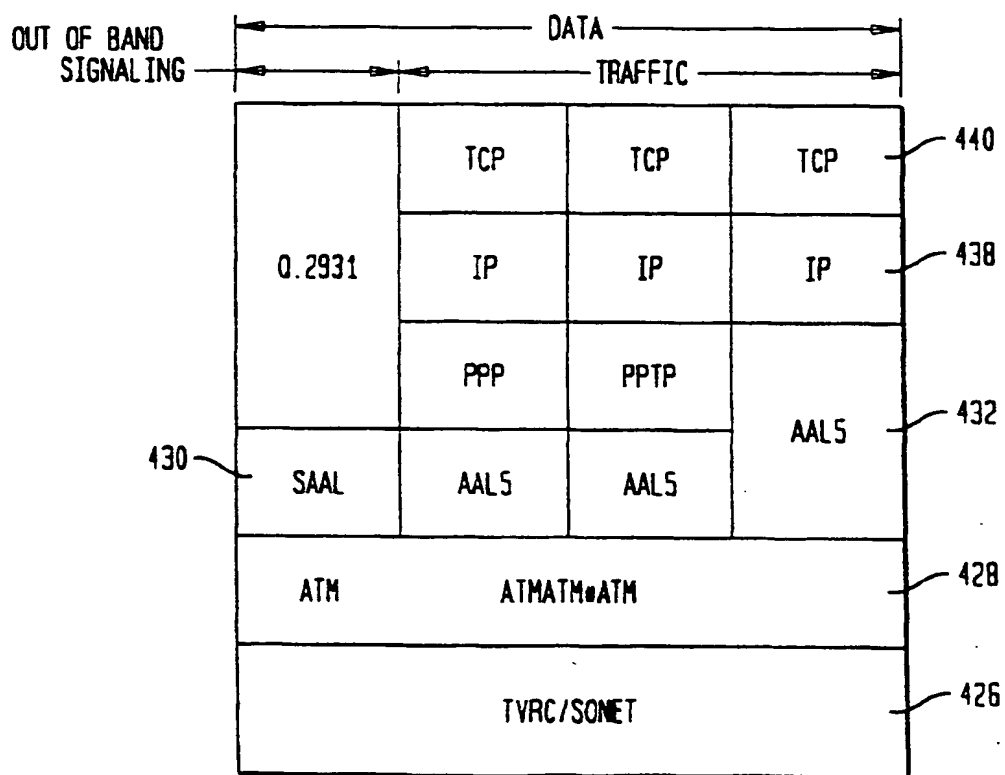 DATA
OUT OF BAND
SIGNALING
TRAFFIC
TCP TCP TCP 440
Q.2931 IP IP IP 438
PPP PPTP
AAL5 432
430 SAAL AAL5 AAL5
ATM ATMATM#ATM 428
TVRC/SONET 426